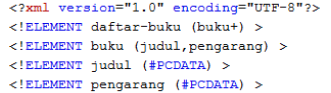 <?xml version="1.0" encoding="UTF-8"?>
<!ELEMENT daftar-buku (buku+) >
<!ELEMENT buku (judul,pengarang) >
<!ELEMENT judul (#PCDATA) >
<!ELEMENT pengarang (#PCDATA) >